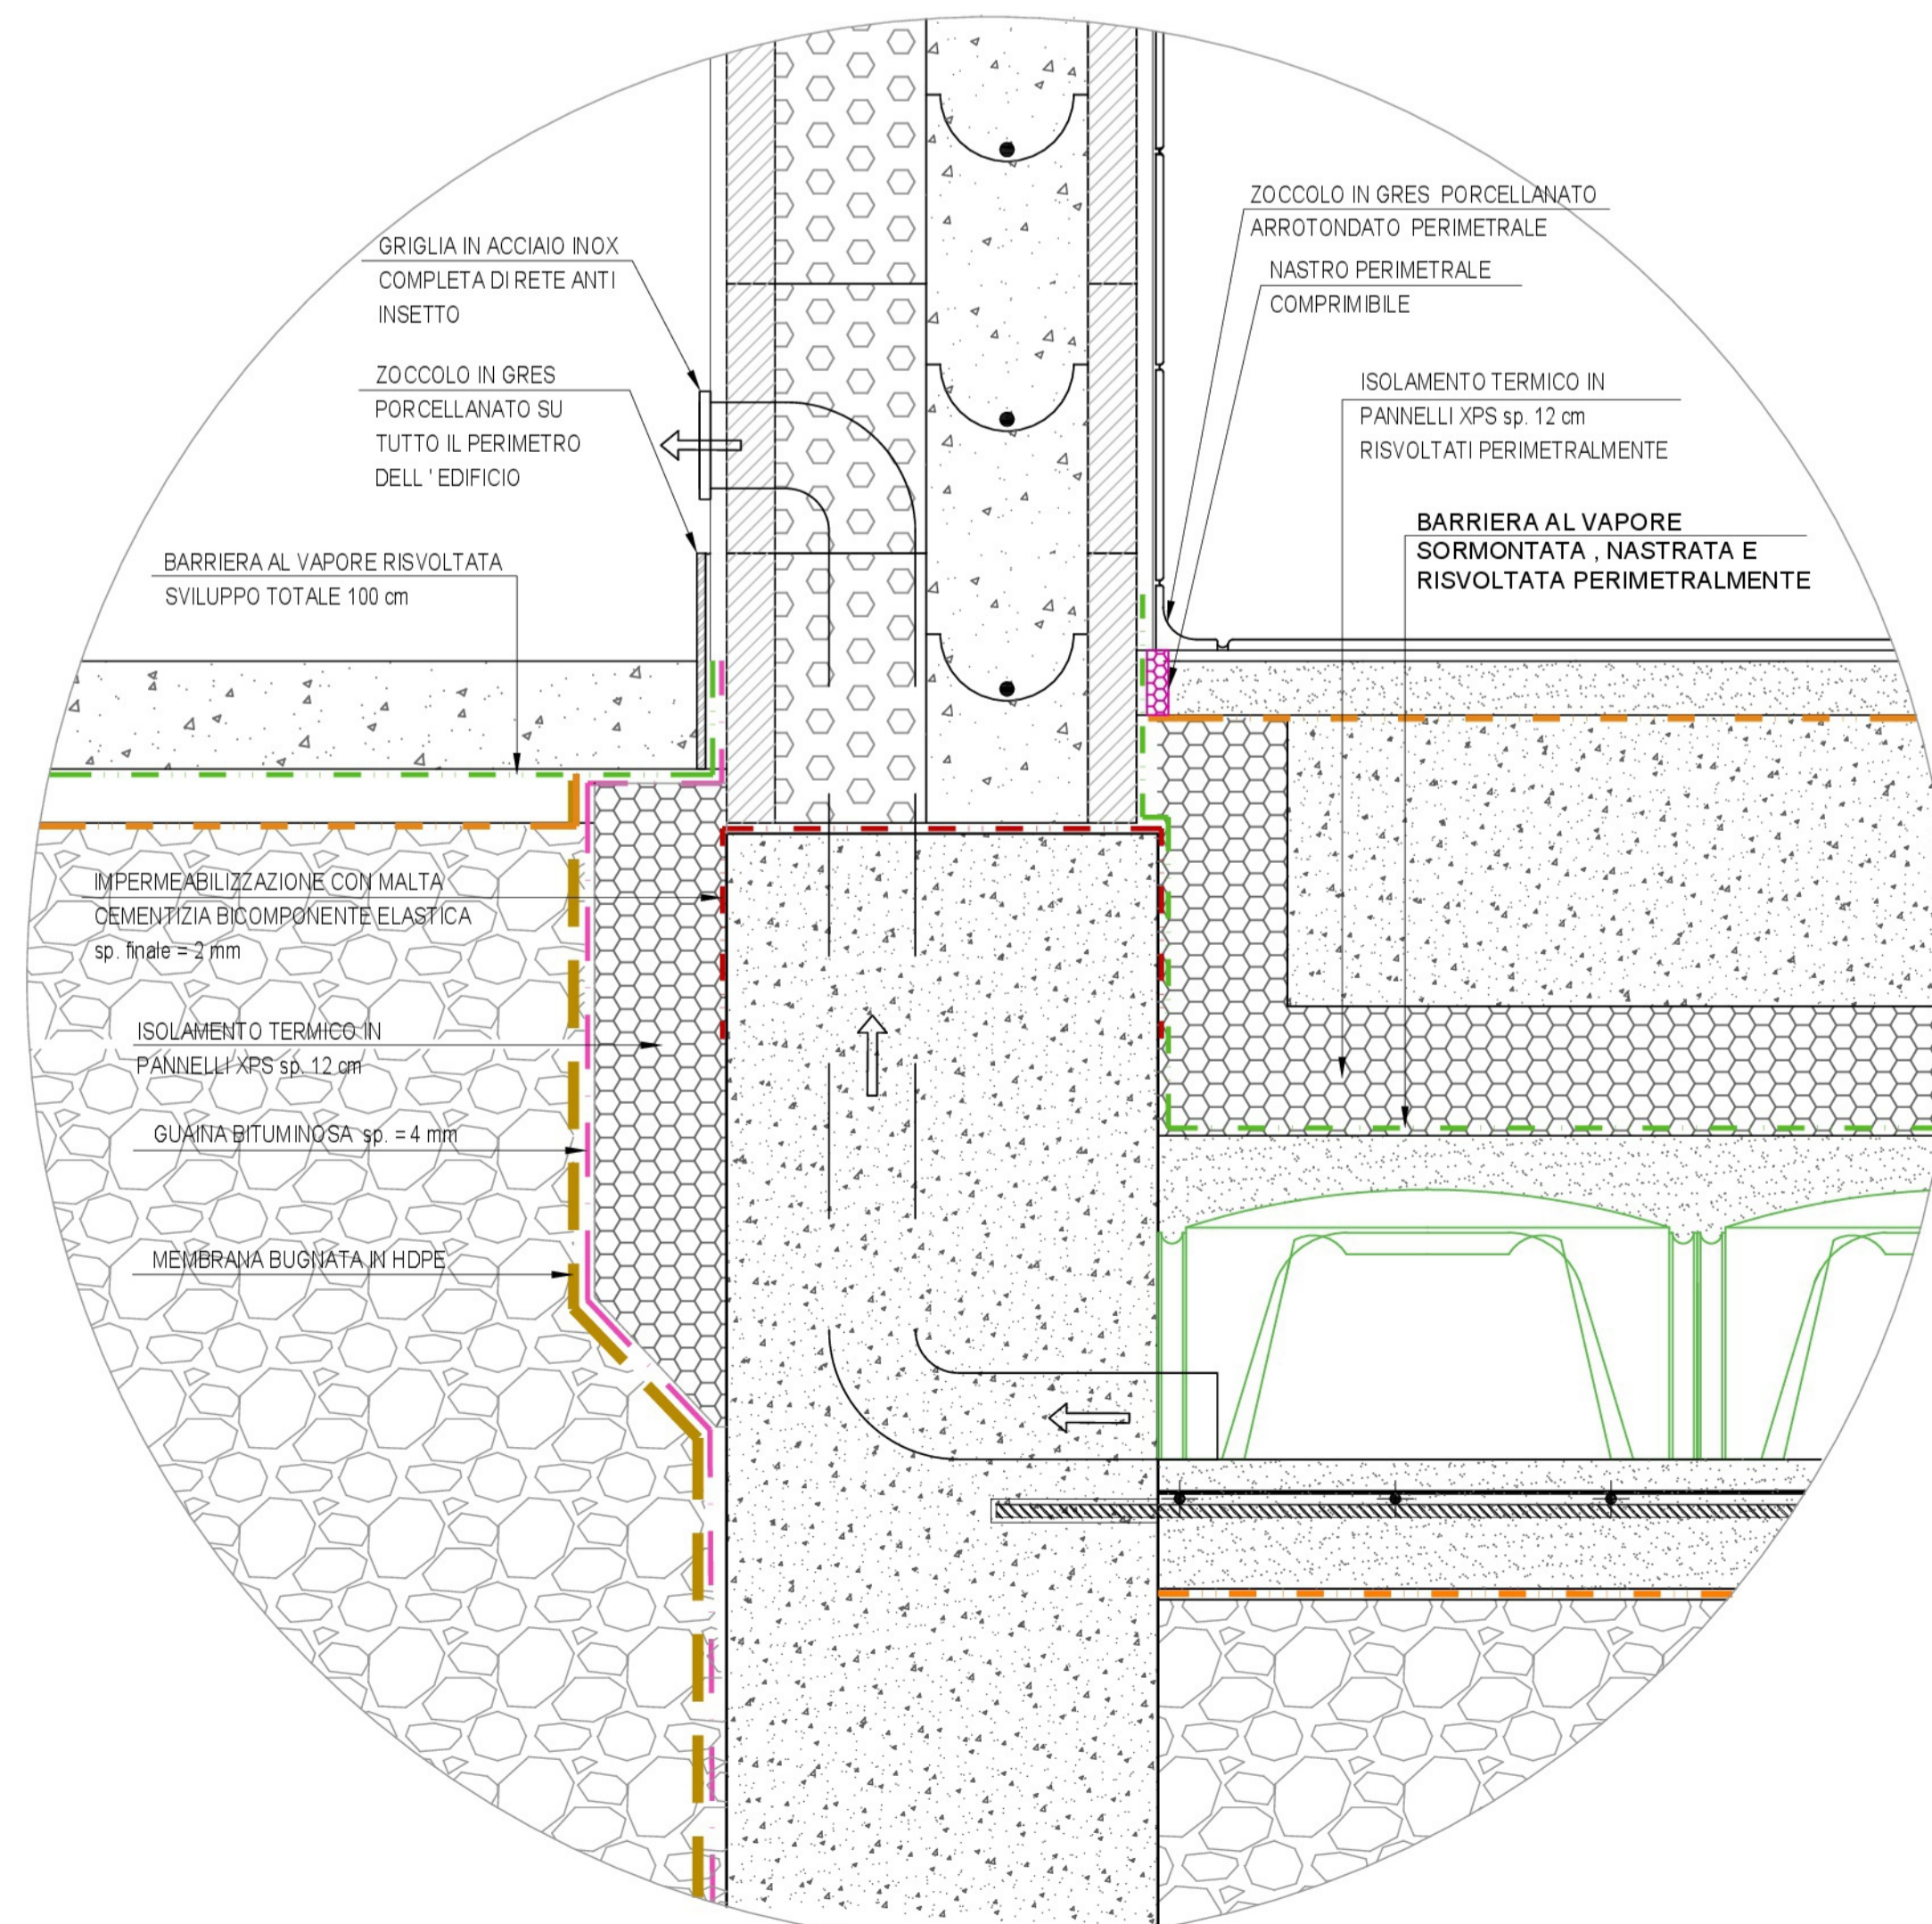 GRIGLIA IN ACCIAIO INOX
COMPLETA DI RETE ANTI
INSETTO
ZOCCOLO IN GRES
PORCELLANATO SU
TUTTO IL PERIMETRO
DELL ' EDIFICIO
BARRIERA AL VAPORE RISVOLTATA
SVILUPPO TOTALE 100 cm
IMPERMEABILIZZAZIONE CON MALTA
CEMENTIZIA BICOMPONENTE ELASTICA
sp. finale = 2 mm
ISOLAMENTO TERMICO IN
PANNELLI XPS sp. 12 cm
GUAINA BITUMINOSA sp. = 4 mm
MEMBRANA BUGNATA IN HDPE
ZOCCOLO IN GRES PORCELLANATO
ARROTONDATO PERIMETRALE
NASTRO PERIMETRALE
COMPRIMIBILE
ISOLAMENTO TERMICO IN
PANNELLI XPS sp. 12 cm
RISVOLTATI PERIMETRALMENTE
BARRIERA AL VAPORE
SORMONTATA , NASTRATA E
RISVOLTATA PERIMETRALMENTE